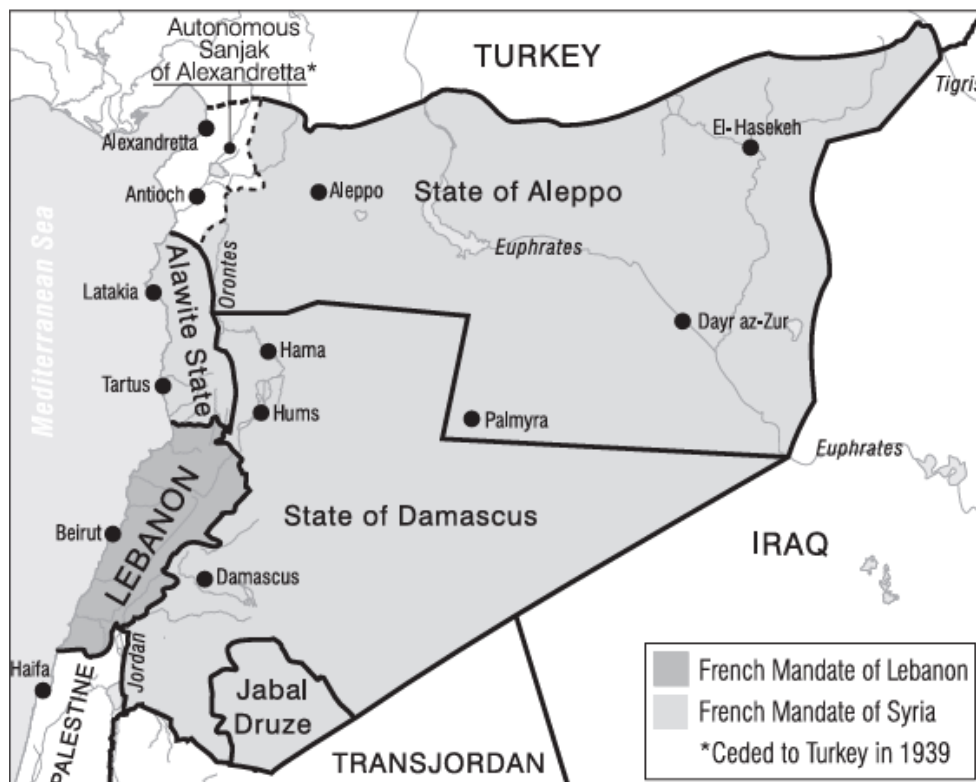 Autonomous
Sanjak
of Alexandretta*
TURKEY
Tigris
Alexandretta
El-Hasekeh
Antioch
Aleppo
State of Aleppo
Mediterranean Sea
Orontes
Euphrates
Alawite State
Latakia
Dayr az-Zur
Hama
Tartus
Hums
Palmyra
Euphrates
LEBANON
State of Damascus
Beirut
IRAQ
Damascus
Haifa
Jordan
PALESTINE
Jabal
Druze
TRANSJORDAN
French Mandate of Lebanon
French Mandate of Syria
*Ceded to Turkey in 1939